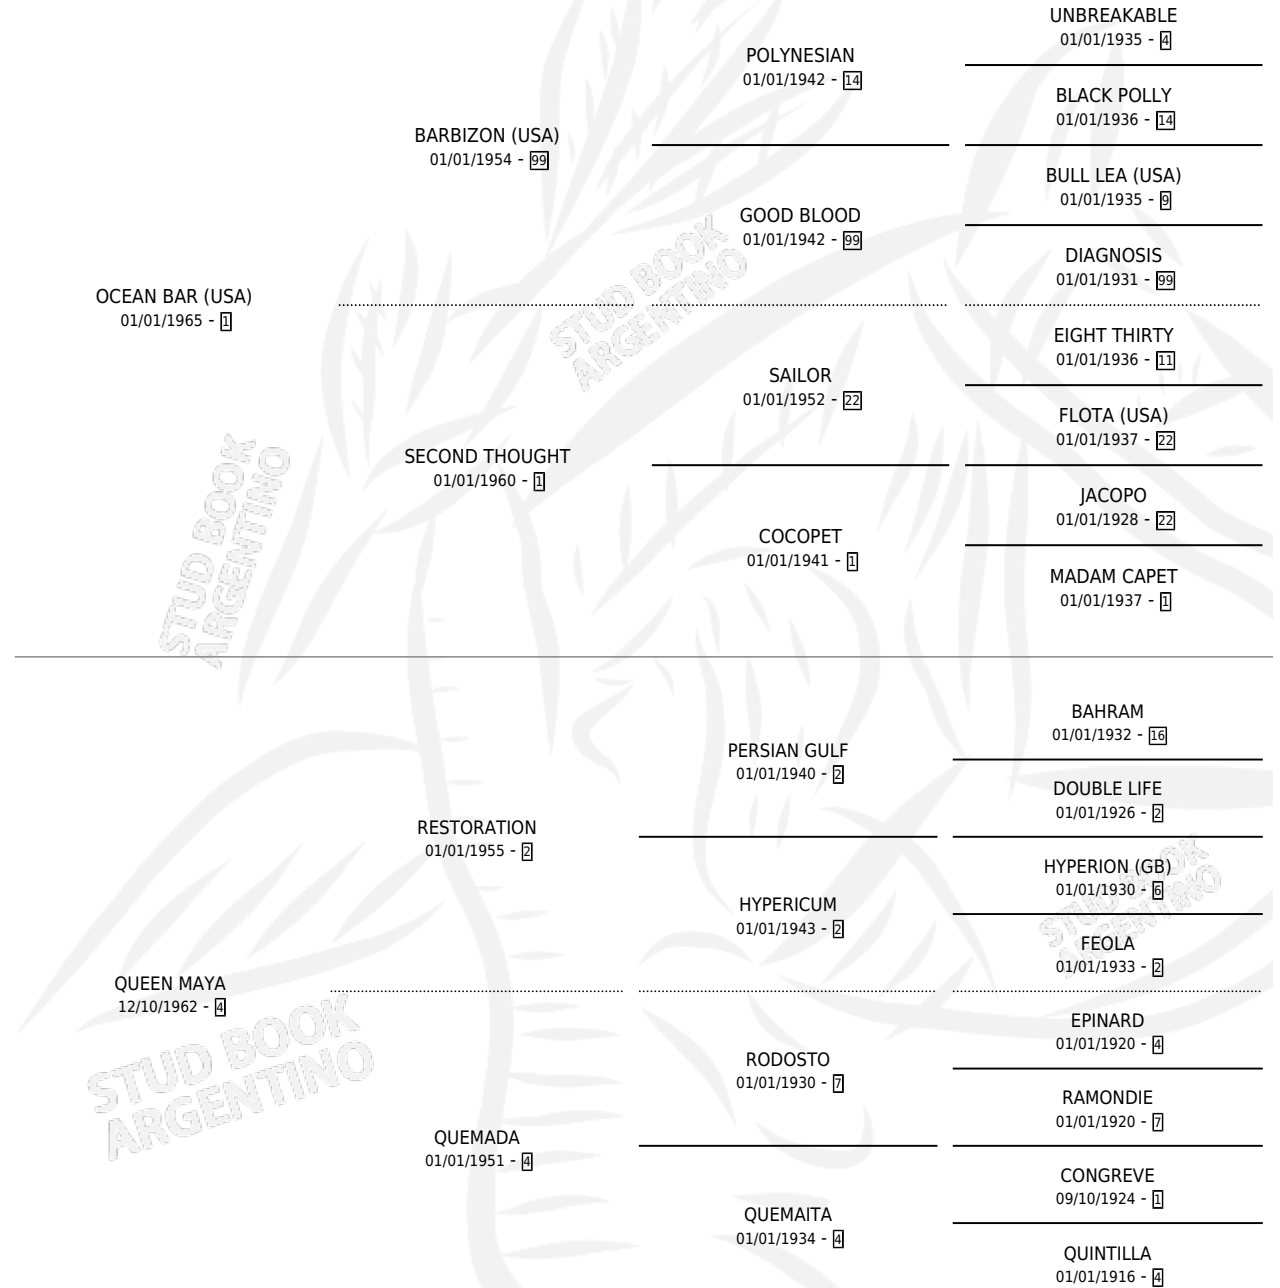 UNBREAKABLE
01/01/1935 - 4
POLYNESIAN
01/01/1942 - 14
BLACK POLLY
01/01/1936 - 14
BARBIZON (USA)
01/01/1954 - 99
BULL LEA (USA)
01/01/1935 - 9
GOOD BLOOD
01/01/1942 - 99
DIAGNOSIS
01/01/1931 - 99
OCEAN BAR (USA)
01/01/1965 - 1
EIGHT THIRTY
01/01/1936 - 11
SAILOR
01/01/1952 - 22
FLOTA (USA)
01/01/1937 - 22
SECOND THOUGHT
01/01/1960 - 1
JACOPO
01/01/1928 - 22
COCOPET
01/01/1941 - 1
MADAM CAPET
01/01/1937 - 1
STUD BOOK
ARGENTINO
STUD BOOK
ARGENTINO
BAHRAM
01/01/1932 - 16
PERSIAN GULF
01/01/1940 - 2
DOUBLE LIFE
01/01/1926 - 2
RESTORATION
01/01/1955 - 2
HYPERION (GB)
01/01/1930 - 6
HYPERICUM
01/01/1943 - 2
FEOLA
01/01/1933 - 2
QUEEN MAYA
12/10/1962 - 4
EPINARD
01/01/1920 - 4
RODOSTO
01/01/1930 - 7
RAMONDIE
01/01/1920 - 7
QUEMADA
01/01/1951 - 4
CONGREVE
09/10/1924 - 1
QUEMAITA
01/01/1934 - 4
QUINTILLA
01/01/1916 - 4
STUD BOOK
ARGENTINO
STUD BOOK
ARGENTINO